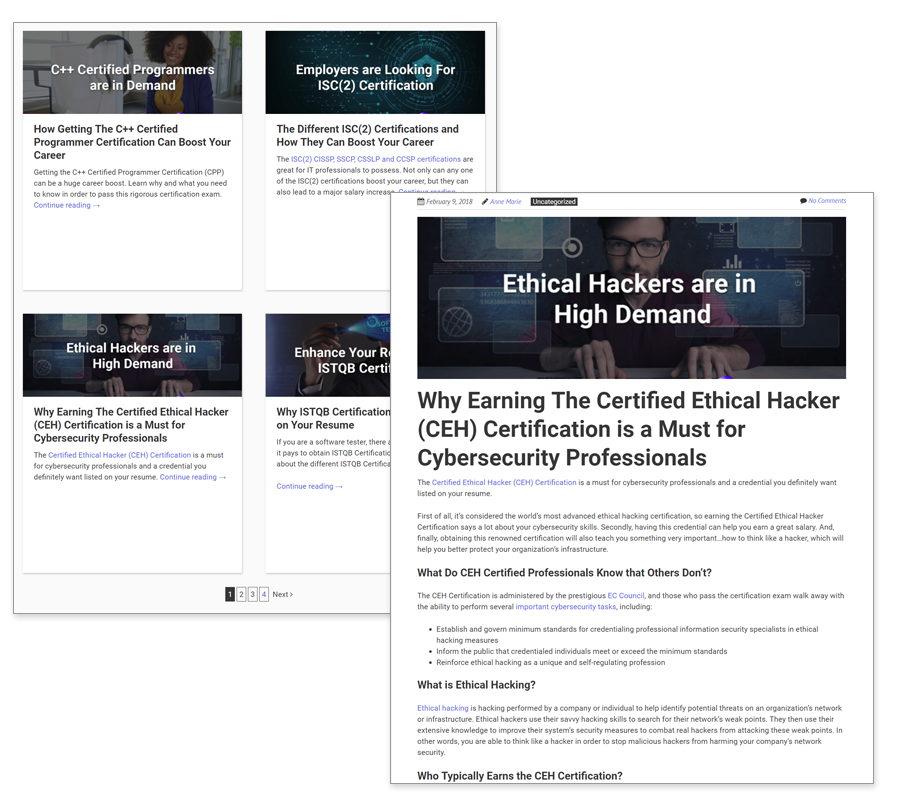 C++ Certified Programmers
are in Demand
How Getting The C++ Certified
Programmer Certification Can Boost Your
Career
Getting the C++ Certified Programmer Certification (CPP)
can be a huge career boost. Learn why and what you need
to know in order to pass this rigorous certification exam.
Continue reading →
Employers are Looking For
ISC(2) Certification
The Different ISC(2) Certifications and
How They Can Boost Your Career
The ISC(2) CISSP, SSCP, CSSLP and CCSP certifications are
great for IT professionals to possess. Not only can any one
of the ISC(2) certifications boost your career, but they can
also lead to a major salary increase. Continue reading
Ethical Hackers are in
High Demand
Why Earning The Certified Ethical Hacker
(CEH) Certification is a Must for
Cybersecurity Professionals
The Certified Ethical Hacker (CEH) Certification is a must
for cybersecurity professionals and a credential you
definitely want listed on your resume. Continue reading →
Enhance Your R
ISTQB Certif
Why ISTQB Certification
on Your Resume
If you are a software tester, there a
it pays to obtain ISTQB Certifica
about the different ISTQB Certifica
Continue reading →
1 2 3 4 Next ›
February 9, 2018 Anne Marie Uncategorized No Comments
Ethical Hackers are in
High Demand
Why Earning The Certified Ethical Hacker
(CEH) Certification is a Must for
Cybersecurity Professionals
The Certified Ethical Hacker (CEH) Certification is a must for cybersecurity professionals and a credential you definitely want
listed on your resume.
First of all, it's considered the world's most advanced ethical hacking certification, so earning the Certified Ethical Hacker
Certification says a lot about your cybersecurity skills. Secondly, having this credential can help you earn a great salary. And,
finally, obtaining this renowned certification will also teach you something very important…how to think like a hacker, which will
help you better protect your organization's infrastructure.
What Do CEH Certified Professionals Know that Others Don't?
The CEH Certification is administered by the prestigious EC Council, and those who pass the certification exam walk away with
the ability to perform several important cybersecurity tasks, including:
• Establish and govern minimum standards for credentialing professional information security specialists in ethical
hacking measures
• Inform the public that credentialed individuals meet or exceed the minimum standards
• Reinforce ethical hacking as a unique and self-regulating profession
What is Ethical Hacking?
Ethical hacking is hacking performed by a company or individual to help identify potential threats on an organization's network
or infrastructure. Ethical hackers use their savvy hacking skills to search for their network's weak points. They then use their
extensive knowledge to improve their system's security measures to combat real hackers from attacking these weak points. In
other words, you are able to think like a hacker in order to stop malicious hackers from harming your company's network
security.
Who Typically Earns the CEH Certification?